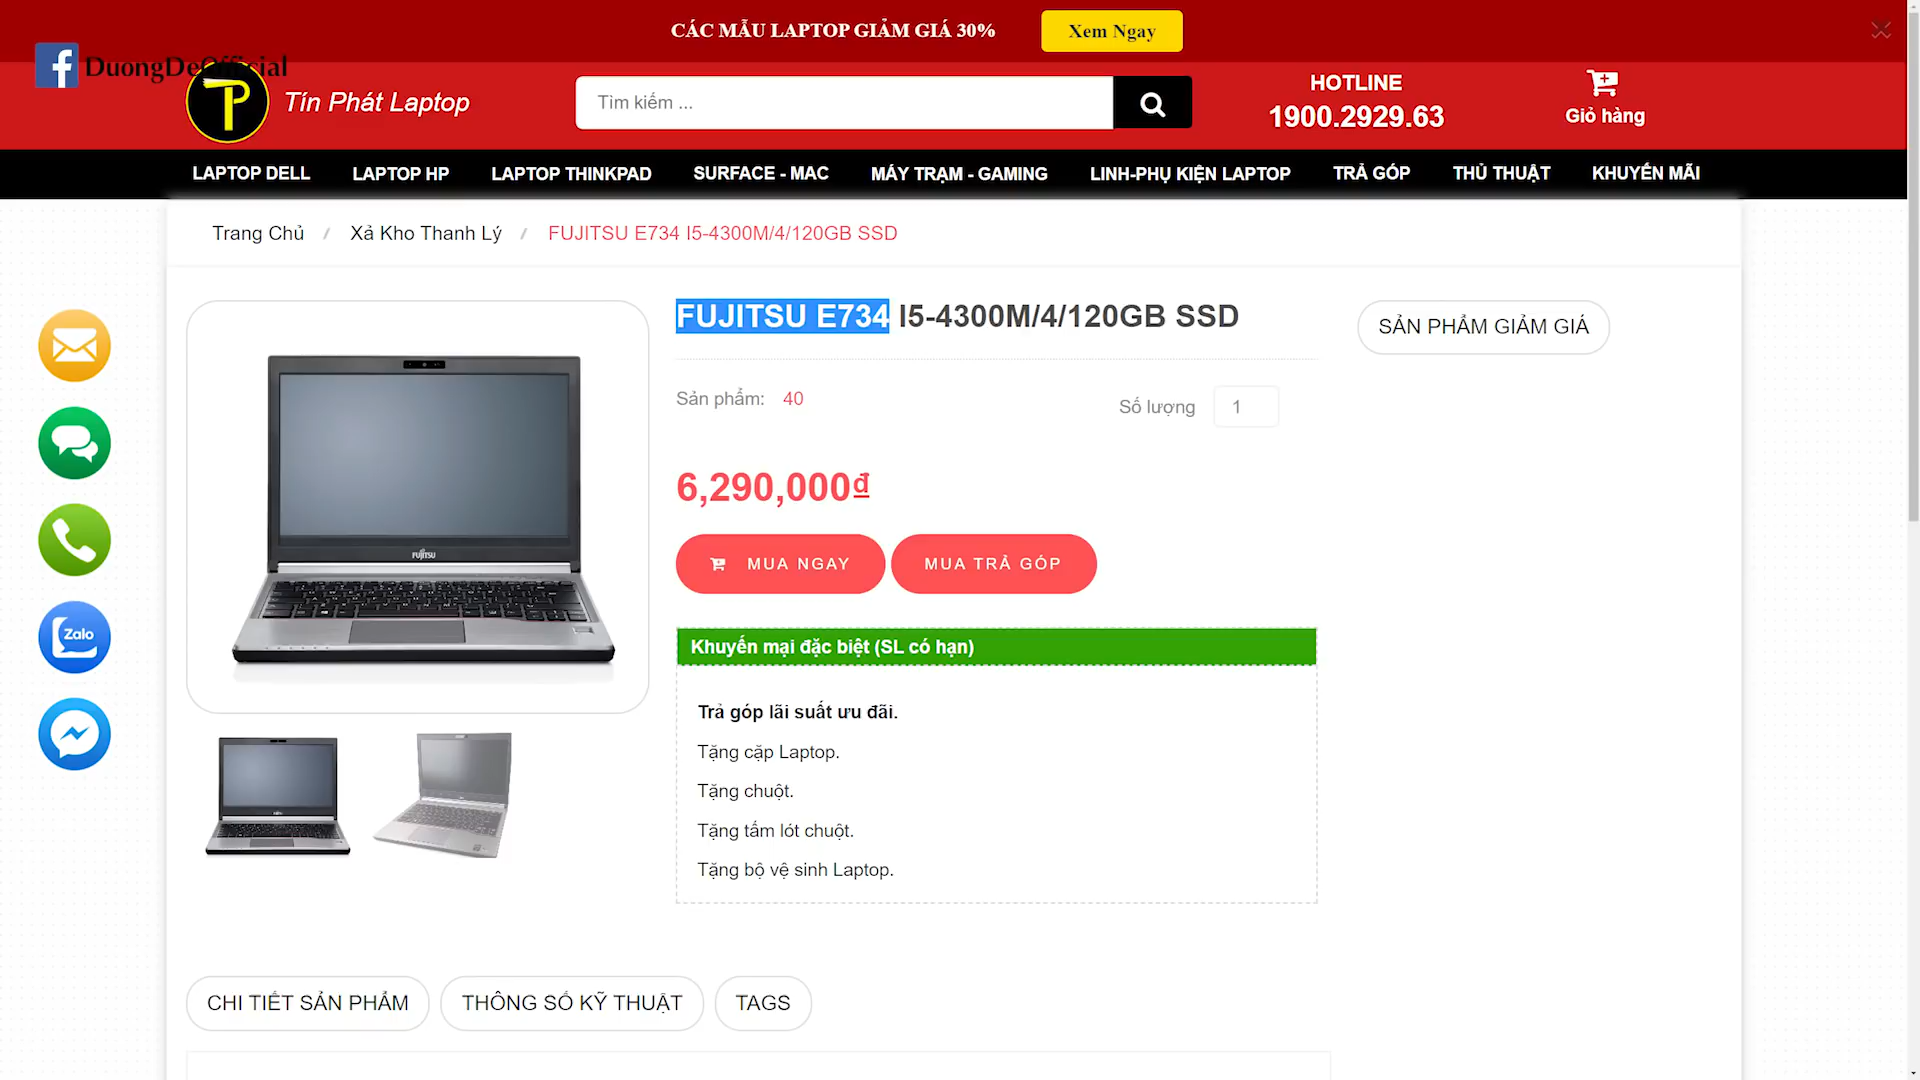 CÁC MẪU LAPTOP GIẢM GIÁ 30%
Xem Ngay
f DuongDeOfficial
TP
Tín Phát Laptop
Tìm kiếm ...
HOTLINE
1900.2929.63
Giỏ hàng
LAPTOP DELL LAPTOP HP LAPTOP THINKPAD SURFACE - MAC MÁY TRẠM - GAMING LINH-PHỤ KIỆN LAPTOP TRẢ GÓP THỦ THUẬT KHUYẾN MÃI
Trang Chủ / Xả Kho Thanh Lý / FUJITSU E734 I5-4300M/4/120GB SSD
FUJITSU E734 I5-4300M/4/120GB SSD
SẢN PHẨM GIẢM GIÁ
Sản phẩm: 40
Số lượng 1
6,290,000₫
MUA NGAY
MUA TRẢ GÓP
Khuyến mại đặc biệt (SL có hạn)
Trả góp lãi suất ưu đãi.
Tặng cặp Laptop.
Tặng chuột.
Tặng tấm lót chuột.
Tặng bộ vệ sinh Laptop.
Zalo
FUJITSU
CHI TIẾT SẢN PHẨM
THÔNG SỐ KỸ THUẬT
TAGS